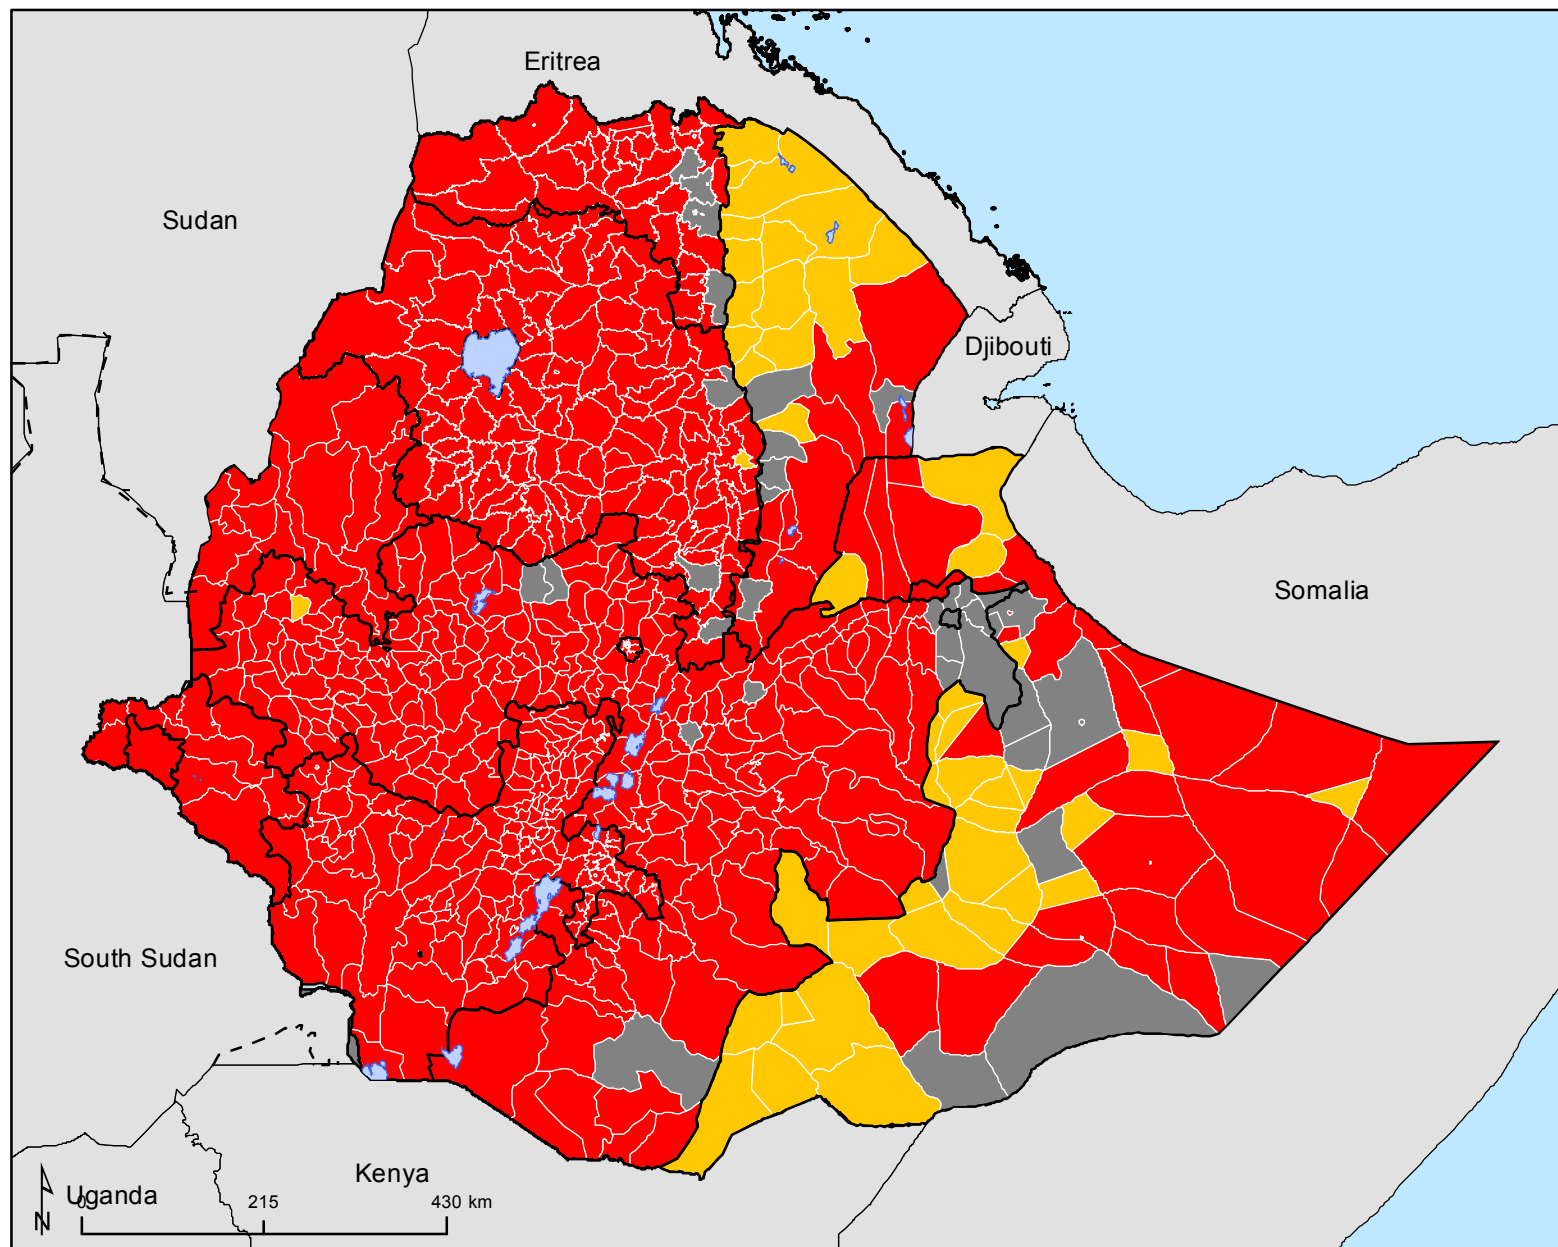 Eritrea
Sudan
Djibouti
Somalia
South Sudan
Kenya
Uganda
0 215 430 km
N